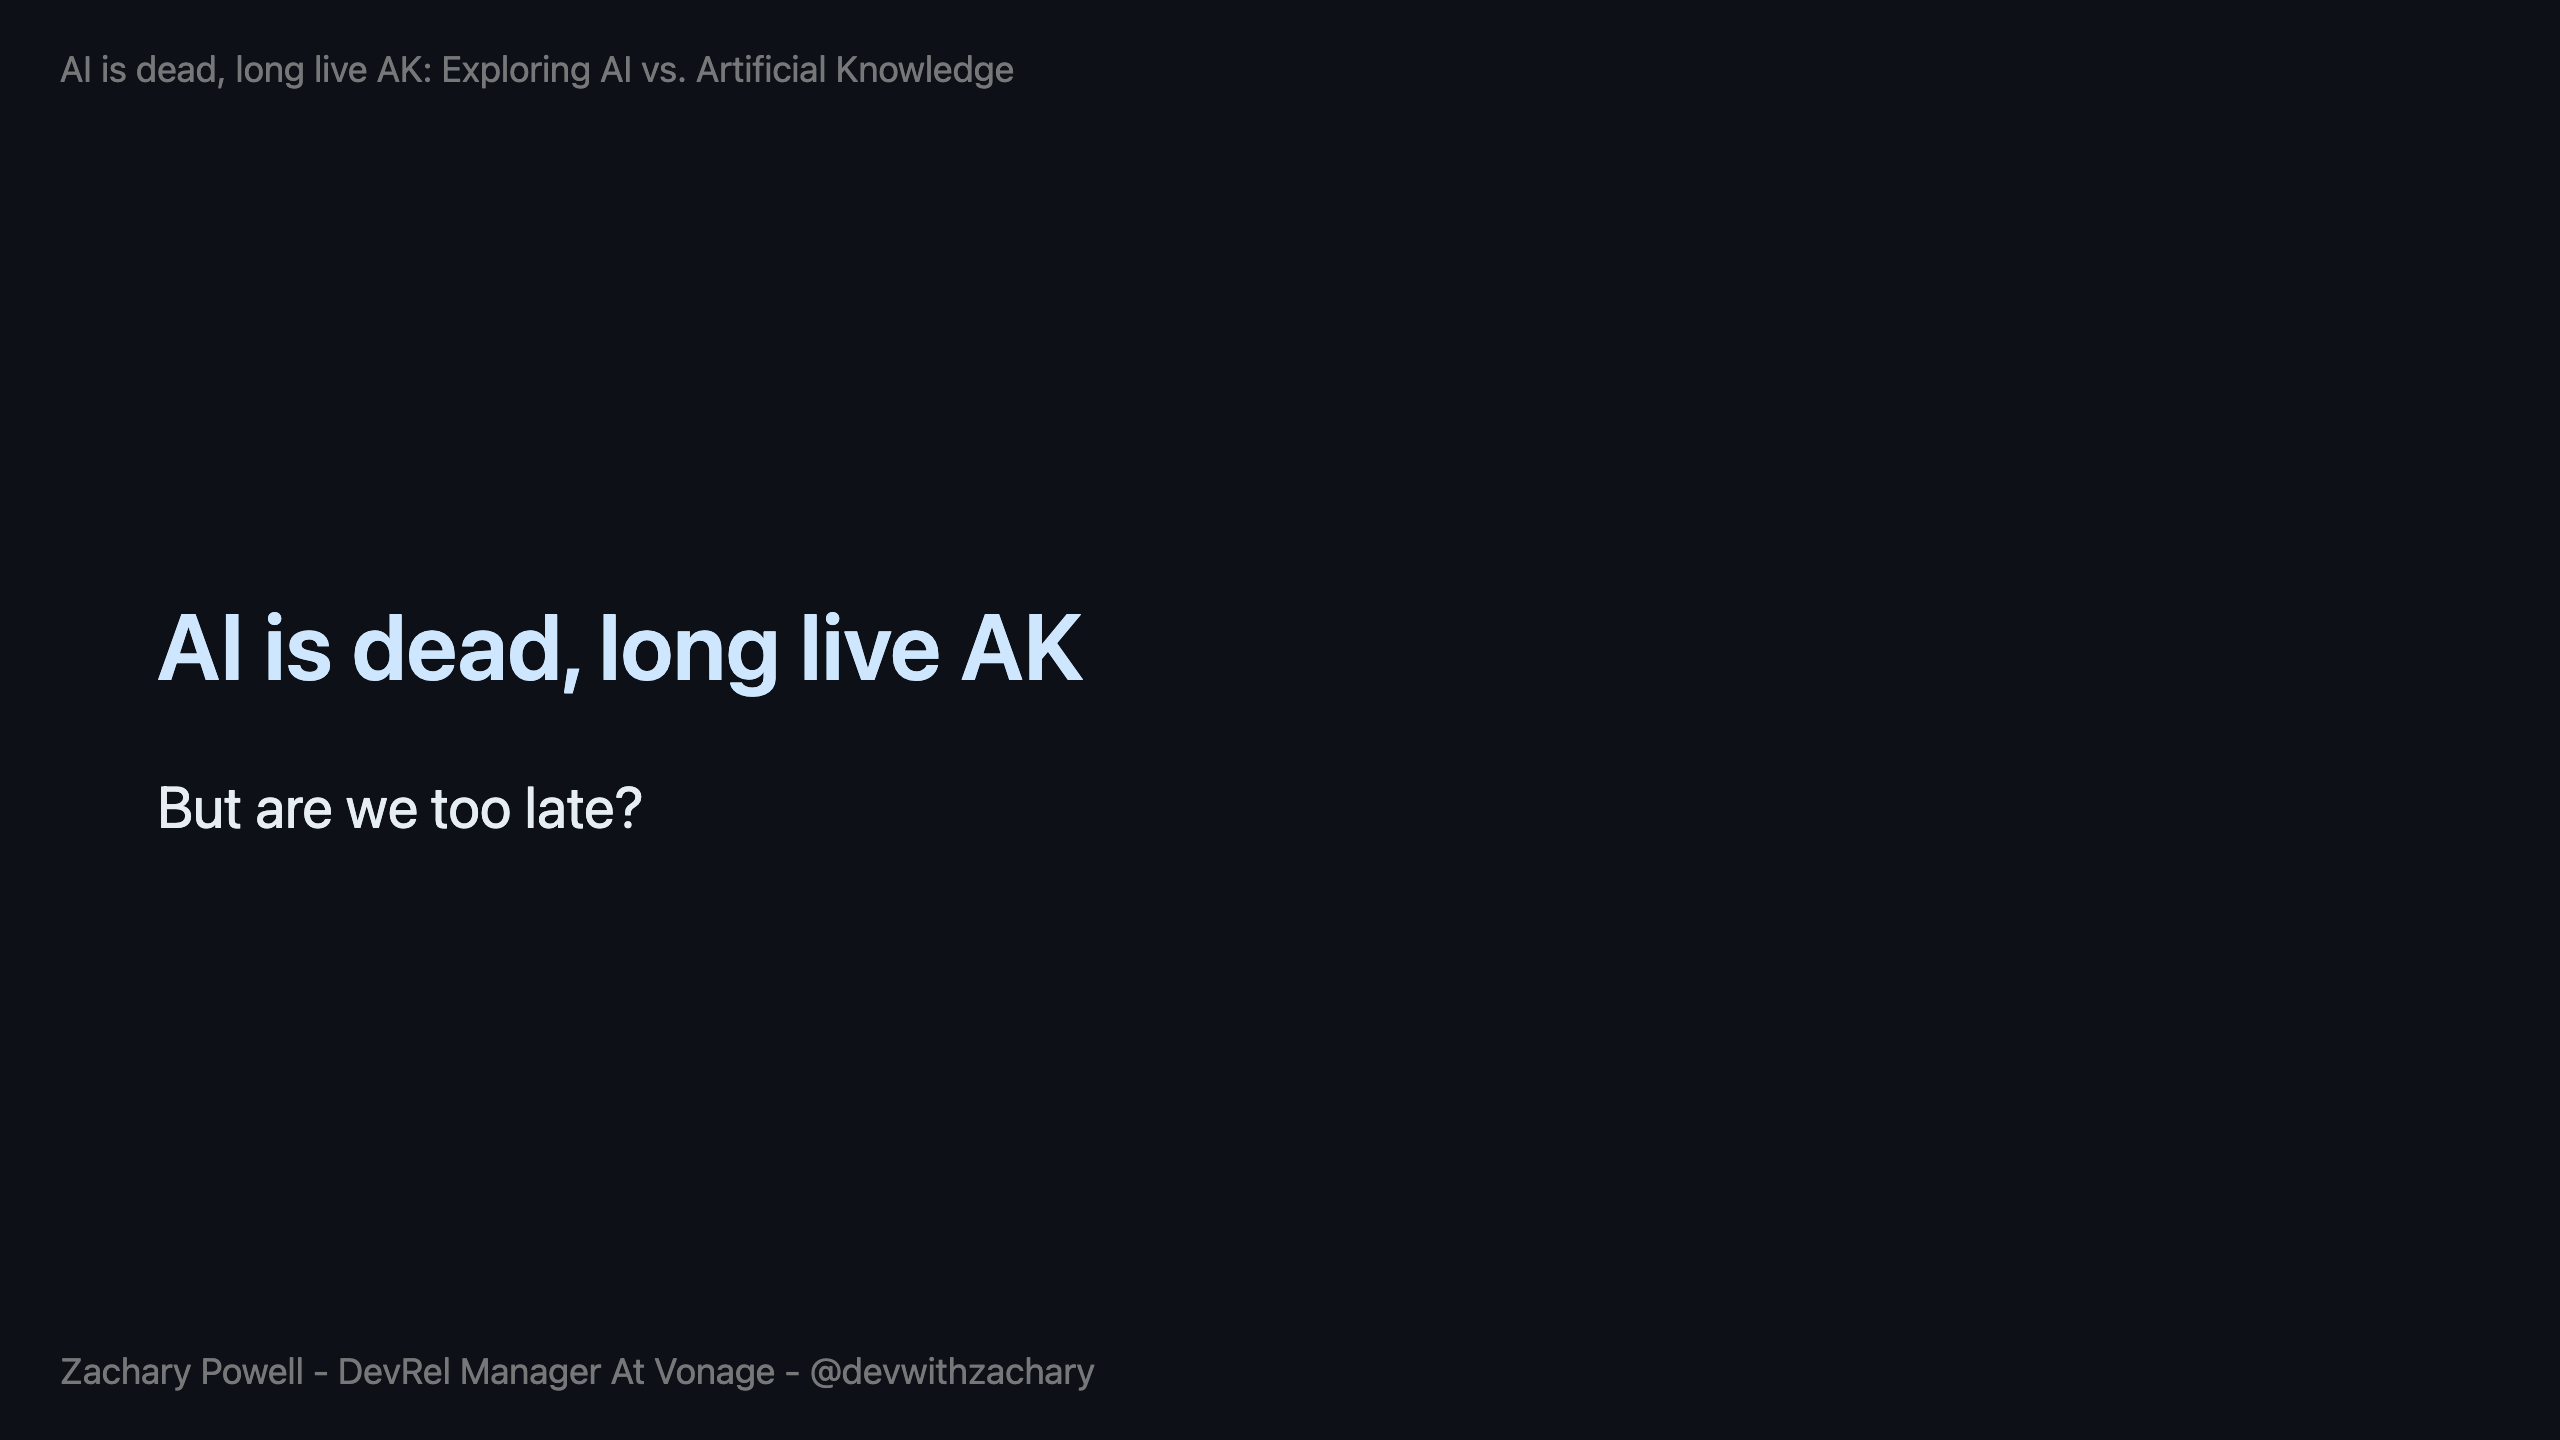 AI is dead, long live AK: Exploring AI vs. Artificial Knowledge
AI is dead, long live AK
But are we too late?
Zachary Powell - DevRel Manager At Vonage - @devwithzachary